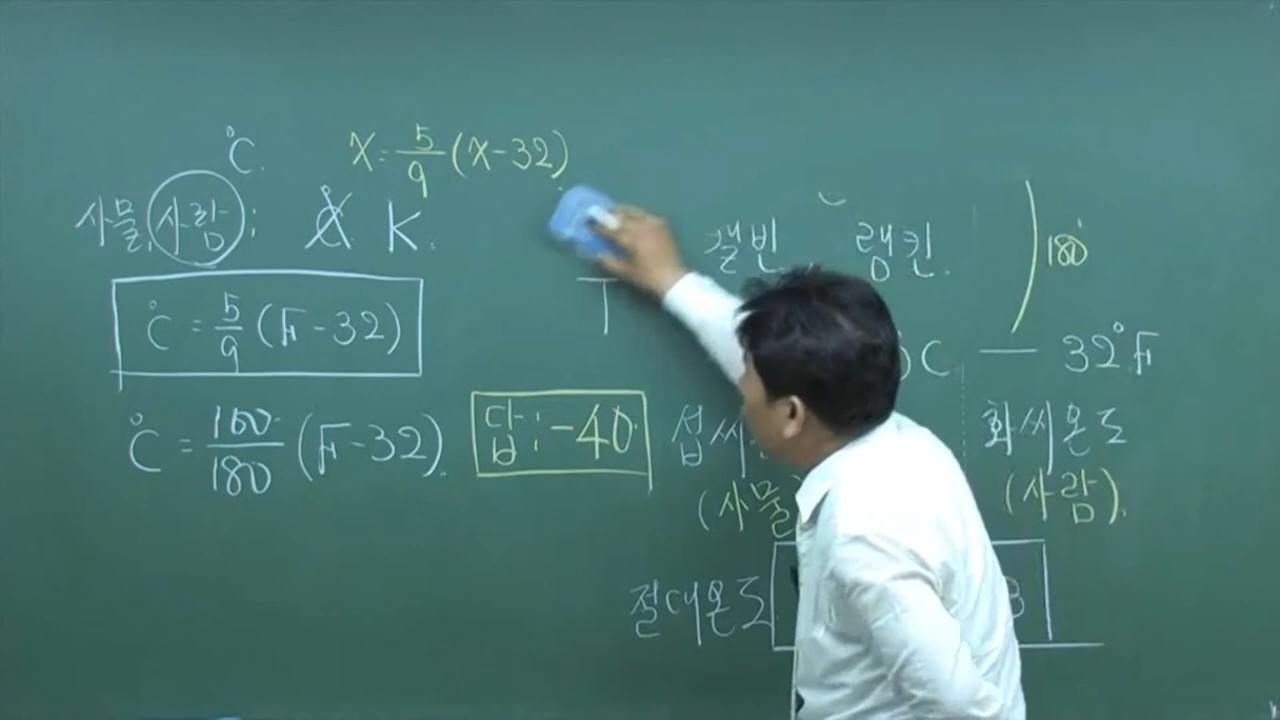 ℃.
X=5/9(X-32)
사물, 사람; ℃. K.
℃=5/9(℉-32)
℃=100/180(℉-32).
답: -40.
켈빈. 랭킨.
180
32℉
섭씨
화씨온도
(사물)
(사람).
절대온도